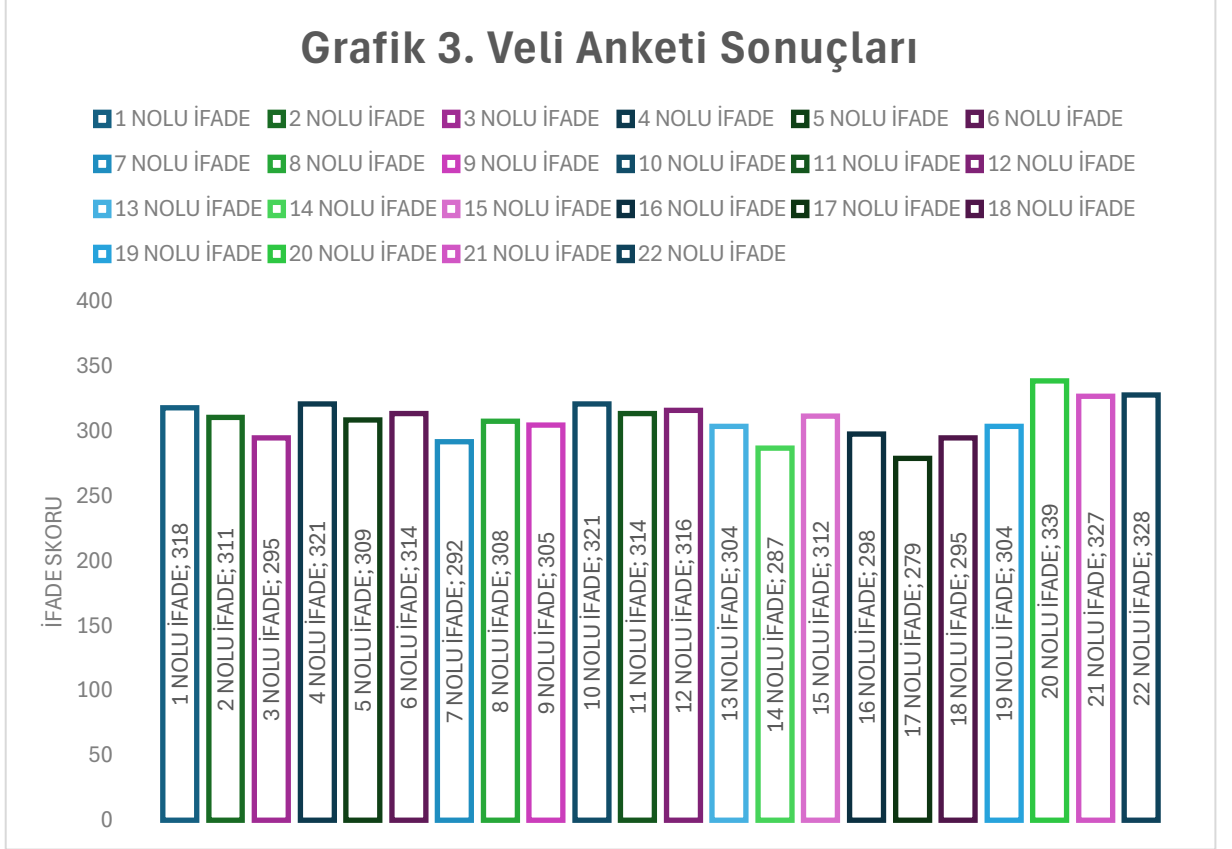 Grafik 3. Veli Anketi Sonuçları
1 NOLU İFADE 2 NOLU İFADE 3 NOLU İFADE 4 NOLU İFADE 5 NOLU İFADE 6 NOLU İFADE
7 NOLU İFADE 8 NOLU İFADE 9 NOLU İFADE 10 NOLU İFADE 11 NOLU İFADE 12 NOLU İFADE
13 NOLU İFADE 14 NOLU İFADE 15 NOLU İFADE 16 NOLU İFADE 17 NOLU İFADE 18 NOLU İFADE
19 NOLU İFADE 20 NOLU İFADE 21 NOLU İFADE 22 NOLU İFADE
İFADE SKORU
400
350
300
250
200
150
100
50
0
1 NOLU İFADE; 318
2 NOLU İFADE; 311
3 NOLU İFADE; 295
4 NOLU İFADE; 321
5 NOLU İFADE; 309
6 NOLU İFADE; 314
7 NOLU İFADE; 292
8 NOLU İFADE; 308
9 NOLU İFADE; 305
10 NOLU İFADE; 321
11 NOLU İFADE; 314
12 NOLU İFADE; 316
13 NOLU İFADE; 304
14 NOLU İFADE; 287
15 NOLU İFADE; 312
16 NOLU İFADE; 298
17 NOLU İFADE; 279
18 NOLU İFADE; 295
19 NOLU İFADE; 304
20 NOLU İFADE; 339
21 NOLU İFADE; 327
22 NOLU İFADE; 328